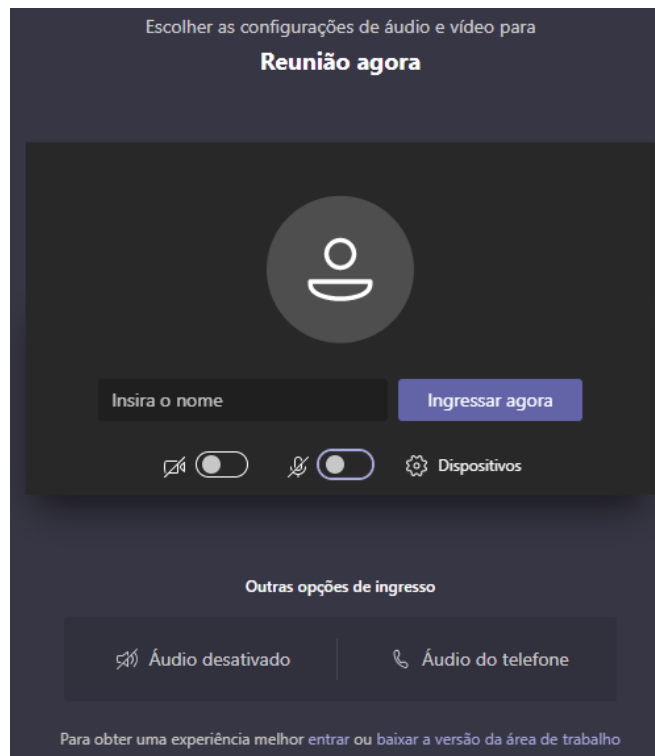 Escolher as configurações de áudio e vídeo para
Reunião agora
Insira o nome
Ingressar agora
Dispositivos
Outras opções de ingresso
Áudio desativado
Áudio do telefone
Para obter uma experiência melhor entrar ou baixar a versão da área de trabalho